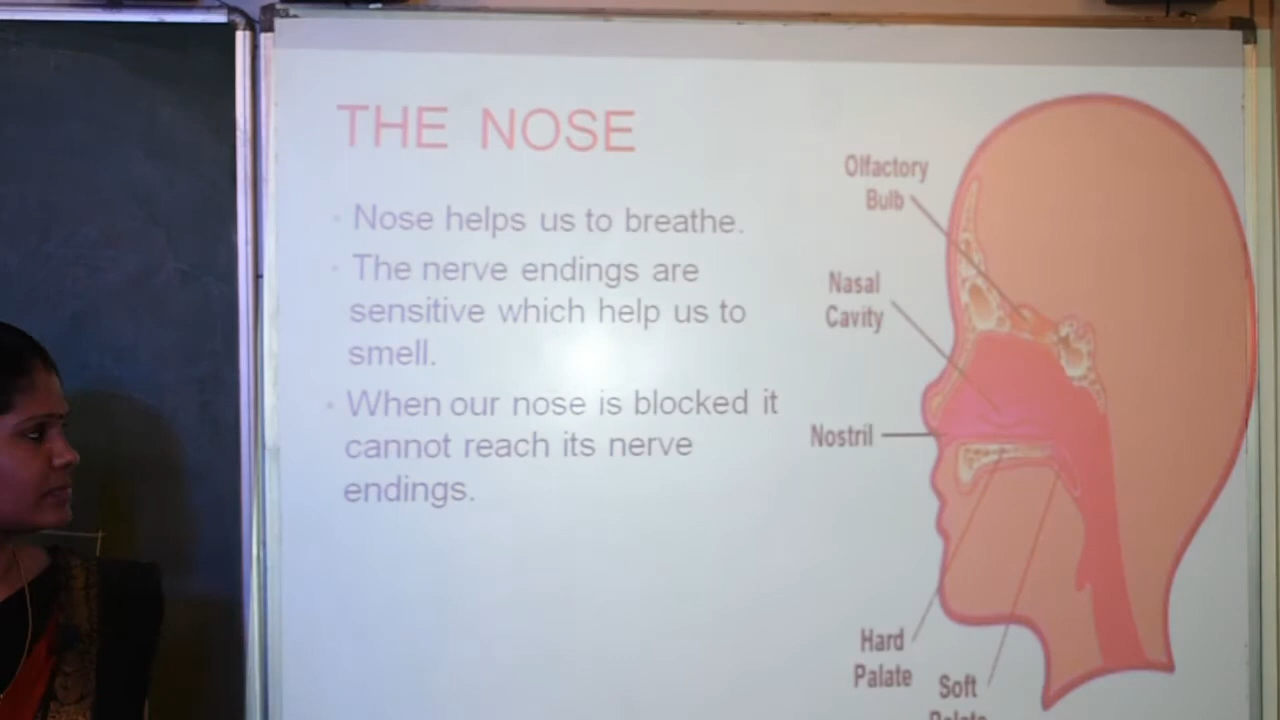 THE NOSE
Nose helps us to breathe.
The nerve endings are
sensitive which help us to
smell.
When our nose is blocked it
cannot reach its nerve
endings.
Olfactory
Bulb
Nasal
Cavity
Nostril
Hard
Palate
Soft